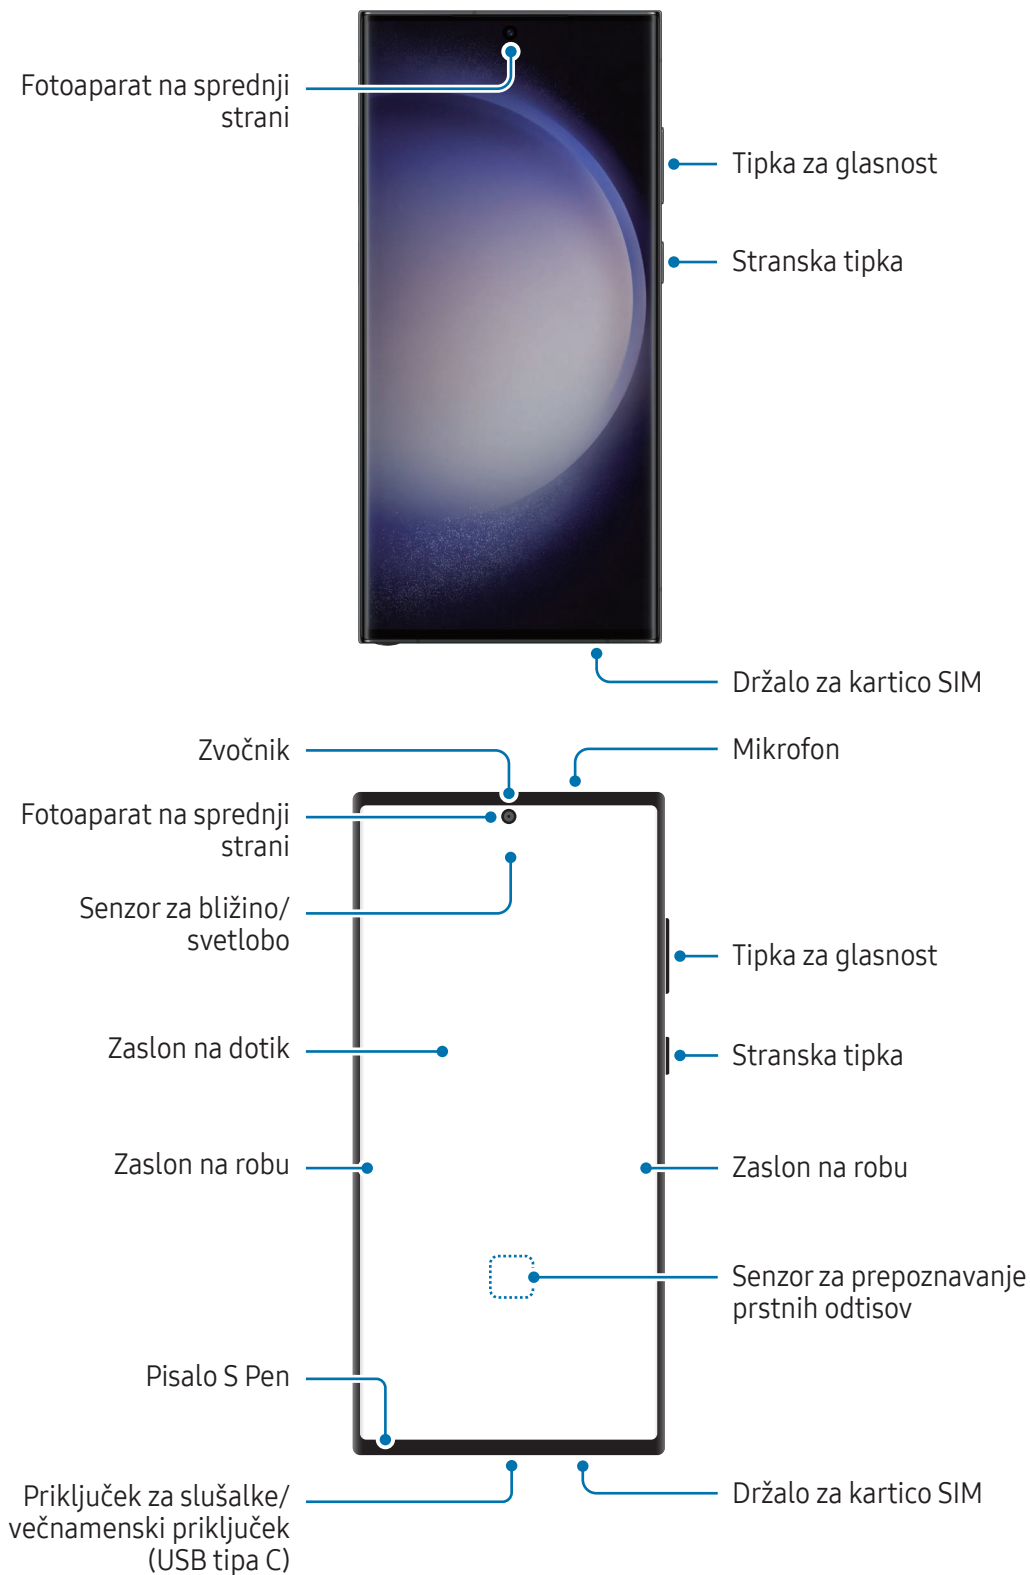 Fotoaparat na sprednji
strani
Tipka za glasnost
Stranska tipka
Držalo za kartico SIM
Zvočnik
Mikrofon
Fotoaparat na sprednji
strani
Senzor za bližino/
svetlobo
Tipka za glasnost
Zaslon na dotik
Stranska tipka
Zaslon na robu
Zaslon na robu
Senzor za prepoznavanje
prstnih odtisov
Pisalo S Pen
Priključek za slušalke/
večnamenski priključek
(USB tipa C)
Držalo za kartico SIM